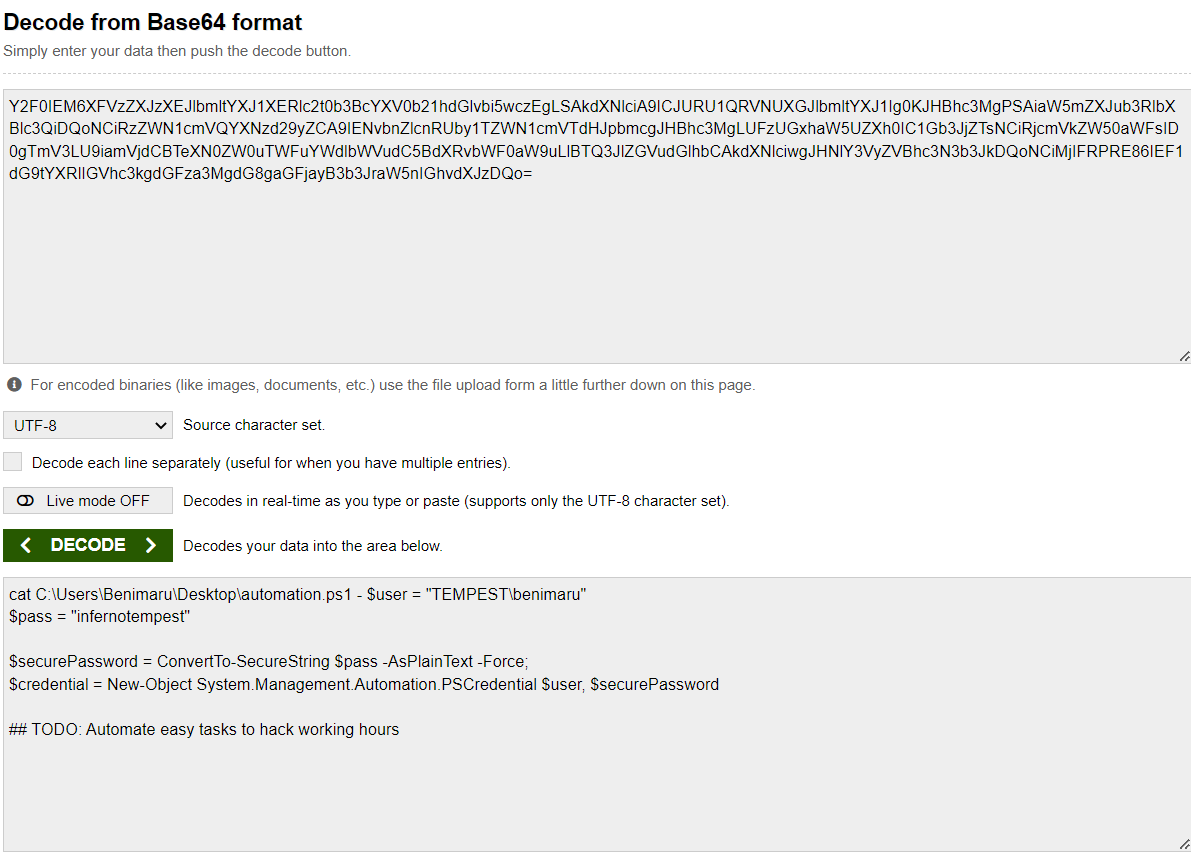 Decode from Base64 format
Simply enter your data then push the decode button.
Y2F0IEM6XFVzZXJzXEJlbmltYXJ1XERlc2t0b3BcYXV0b21hdGlvbi5wczEgLSAkdXNlciA9ICJURU1QRVNUXGJlbmltYXJ1Ig0KJHBhc3MgPSAiaW5mZXJub3RlbX
Blc3QiDQoNCiRzZWN1cmVQYXNzd29yZCA9IENvbnZlcnRUby1TZWN1cmVTdHJpbmcgJHBhc3MgLUFzUGxhaW5UZXh0IC1Gb3JjZTsNCiRjcmVkZW50aWFsID
0gTmV3LU9iamVjdCBTeXN0ZW0uTWFuYWdlbWVudC5BdXRvbWF0aW9uLlBTQ3JlZGVudGlhbCAkdXNlciwgJHNlY3VyZVBhc3N3b3JkDQoNCiMjIFRPRE86IEF1
dG9tYXRlIGVhc3kgdGFza3MgdG8gaGFjayB3b3JraW5nIGhvdXJzDQo=
For encoded binaries (like images, documents, etc.) use the file upload form a little further down on this page.
UTF-8 Source character set.
Decode each line separately (useful for when you have multiple entries).
Live mode OFF Decodes in real-time as you type or paste (supports only the UTF-8 character set).
< DECODE > Decodes your data into the area below.
cat C:\Users\Benimaru\Desktop\automation.ps1 - $user = "TEMPEST\benimaru"
$pass = "infernotempest"
$securePassword = ConvertTo-SecureString $pass -AsPlainText -Force;
$credential = New-Object System.Management.Automation.PSCredential $user, $securePassword
## TODO: Automate easy tasks to hack working hours